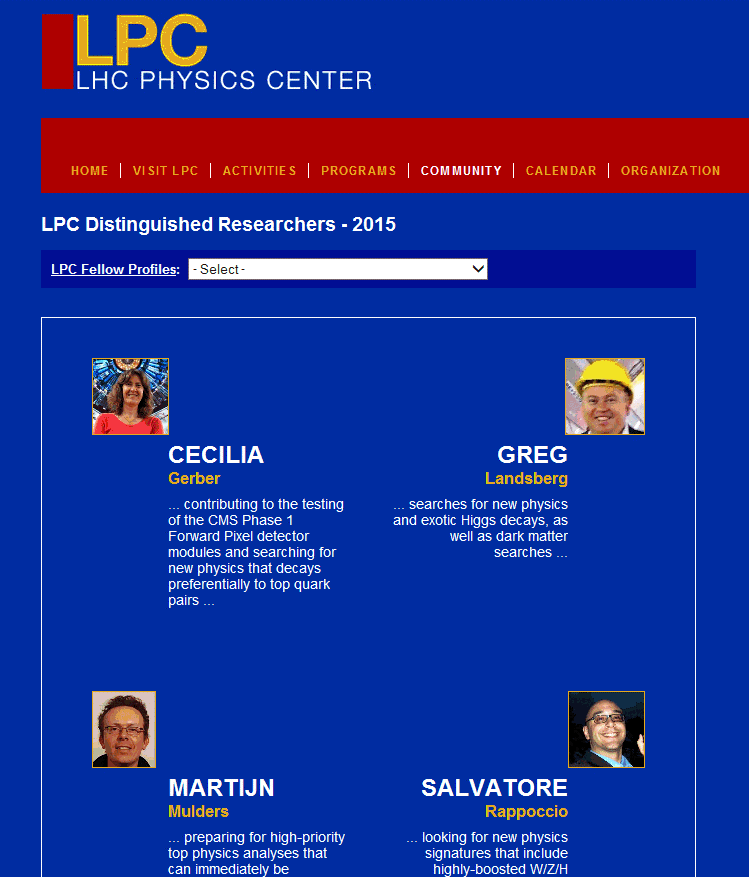 LPC
LHC PHYSICS CENTER
HOME VISIT LPC ACTIVITIES PROGRAMS COMMUNITY CALENDAR ORGANIZATION
LPC Distinguished Researchers - 2015
LPC Fellow Profiles: - Select -
CECILIA
Gerber
... contributing to the testing
of the CMS Phase 1
Forward Pixel detector
modules and searching for
new physics that decays
preferentially to top quark
pairs ...
GREG
Landsberg
... searches for new physics
and exotic Higgs decays, as
well as dark matter
searches ...
MARTIJN
Mulders
... preparing for high-priority
top physics analyses that
can immediately be
SALVATORE
Rappoccio
... looking for new physics
signatures that include
highly-boosted W/Z/H